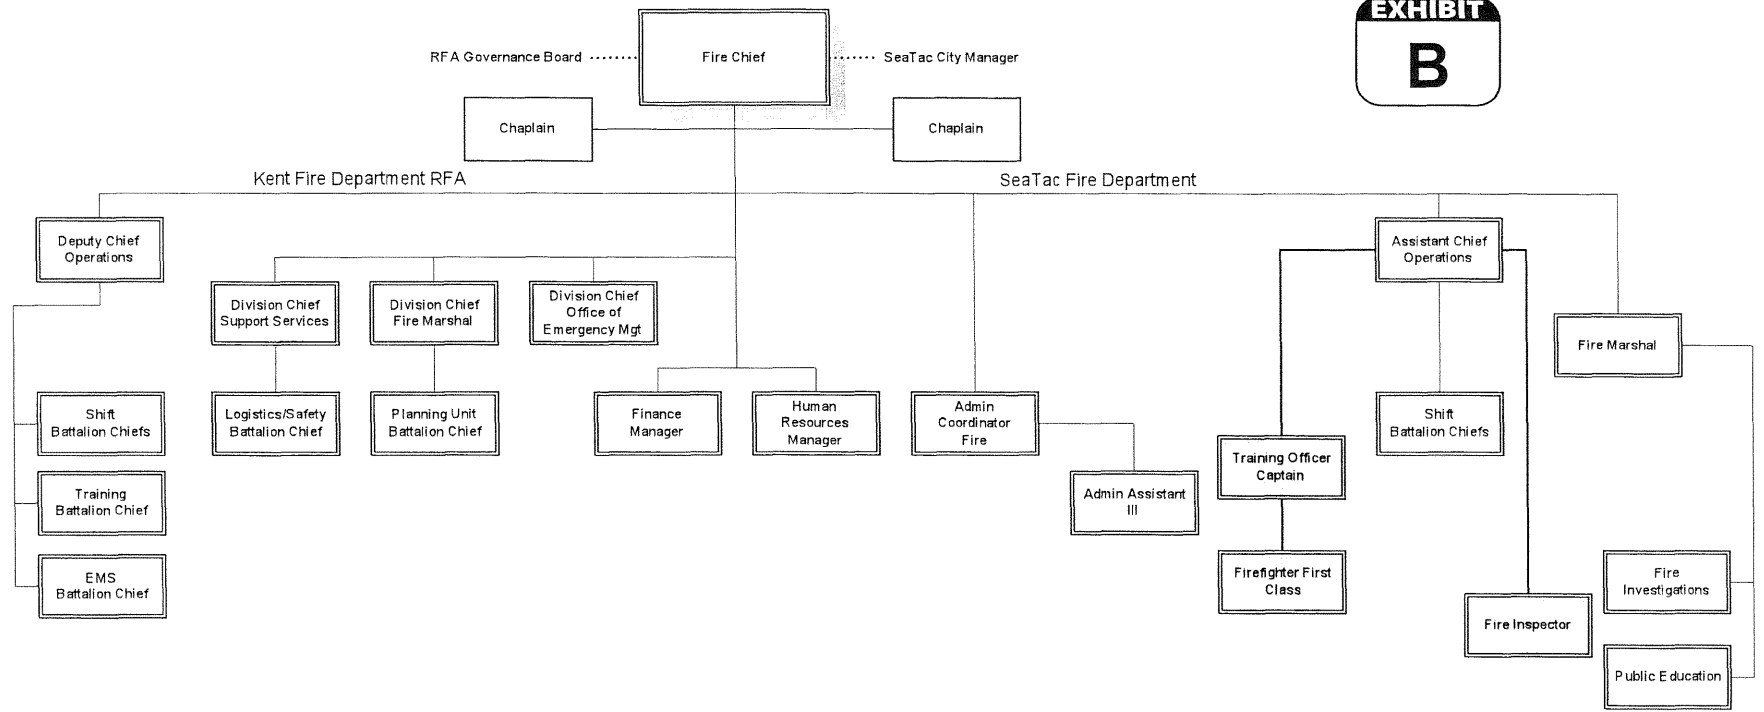 EXHIBIT
B
RFA Governance Board
Fire Chief
SeaTac City Manager
Chaplain
Chaplain
Kent Fire Department RFA
SeaTac Fire Department
Deputy Chief
Operations
Assistant Chief
Operations
Division Chief
Support Services
Division Chief
Fire Marshal
Division Chief
Office of
Emergency Mgt
Fire Marshal
Shift
Battalion Chiefs
Logistics/Safety
Battalion Chief
Planning Unit
Battalion Chief
Finance
Manager
Human
Resources
Manager
Admin
Coordinator
Fire
Shift
Battalion Chiefs
Training Officer
Captain
Training
Battalion Chief
Admin Assistant
III
EMS
Battalion Chief
Firefighter First
Class
Fire
Investigations
Fire Inspector
Public Education